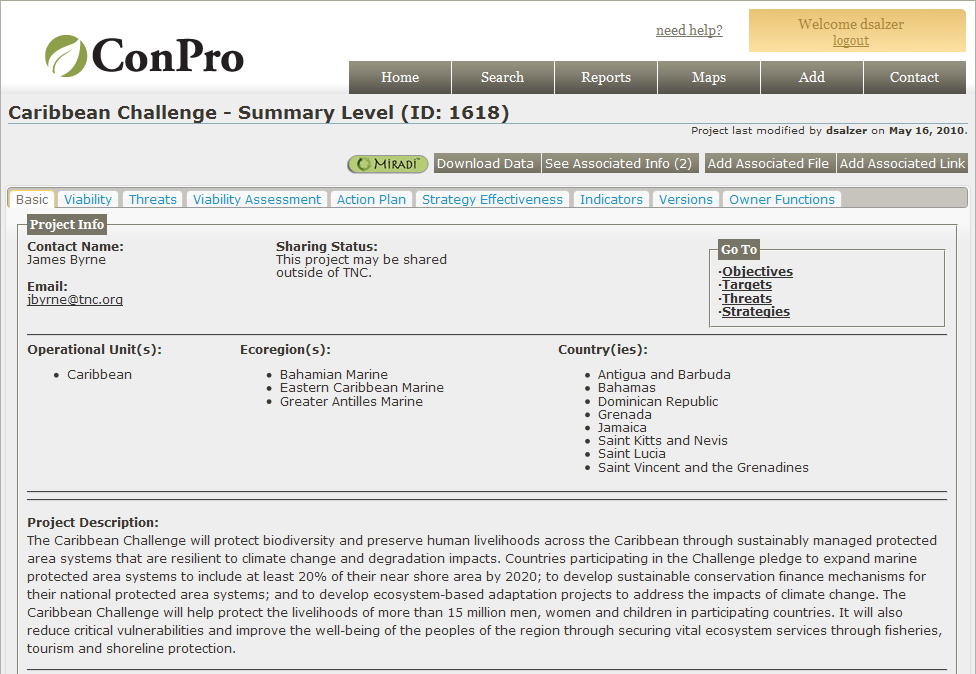 need help?
Welcome dsalzer
logout
ConPro
Home Search Reports Maps Add Contact
Caribbean Challenge - Summary Level (ID: 1618)
Project last modified by dsalzer on May 16, 2010.
MIRADI™ Download Data See Associated Info (2) Add Associated File Add Associated Link
Basic Viability Threats Viability Assessment Action Plan Strategy Effectiveness Indicators Versions Owner Functions
Project Info
Contact Name:
James Byrne
Email:
jbyrne@tnc.org
Sharing Status:
This project may be shared
outside of TNC.
Go To
·Objectives
·Targets
·Threats
·Strategies
Operational Unit(s):
• Caribbean
Ecoregion(s):
• Bahamian Marine
• Eastern Caribbean Marine
• Greater Antilles Marine
Country(ies):
• Antigua and Barbuda
• Bahamas
• Dominican Republic
• Grenada
• Jamaica
• Saint Kitts and Nevis
• Saint Lucia
• Saint Vincent and the Grenadines
Project Description:
The Caribbean Challenge will protect biodiversity and preserve human livelihoods across the Caribbean through sustainably managed protected
area systems that are resilient to climate change and degradation impacts. Countries participating in the Challenge pledge to expand marine
protected area systems to include at least 20% of their near shore area by 2020; to develop sustainable conservation finance mechanisms for
their national protected area systems; and to develop ecosystem-based adaptation projects to address the impacts of climate change. The
Caribbean Challenge will help protect the livelihoods of more than 15 million men, women and children in participating countries. It will also
reduce critical vulnerabilities and improve the well-being of the peoples of the region through securing vital ecosystem services through fisheries,
tourism and shoreline protection.